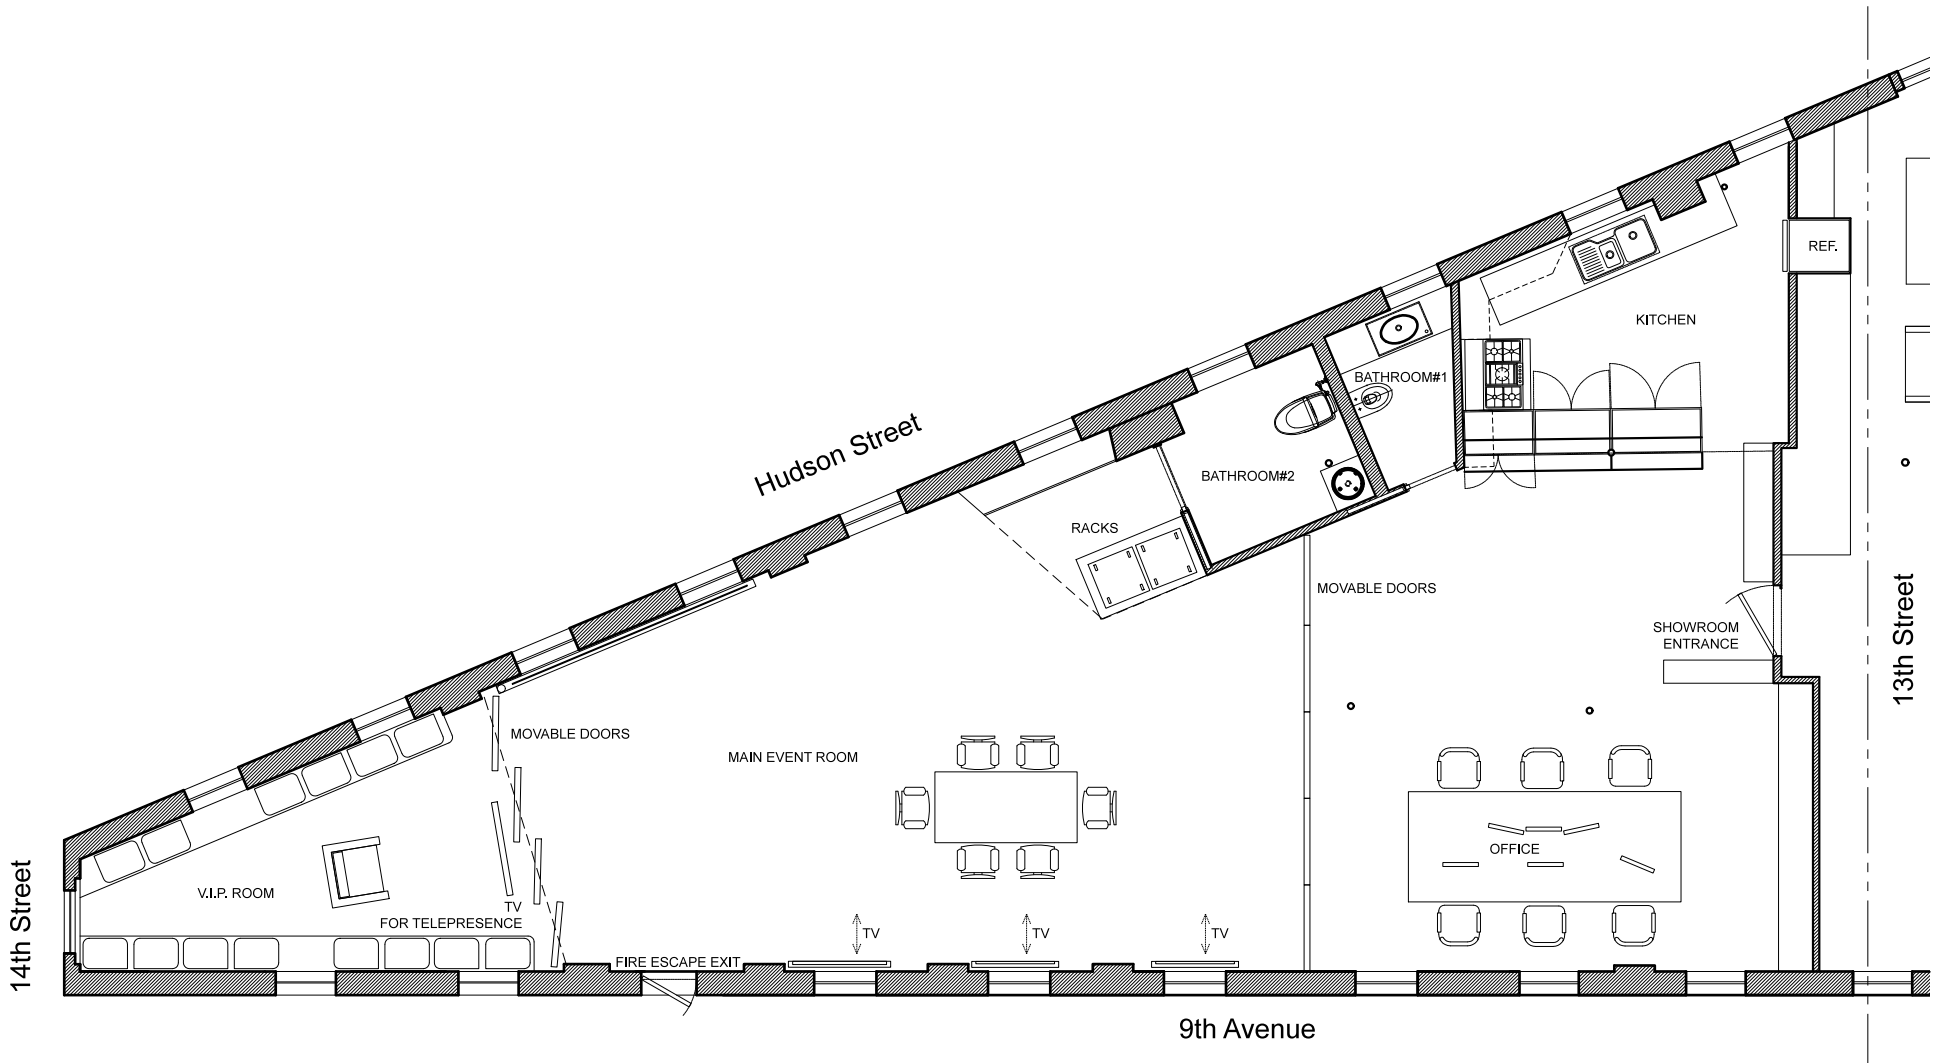 REF.
KITCHEN
BATHROOM#1
Hudson Street
BATHROOM#2
RACKS
MOVABLE DOORS
SHOWROOM
ENTRANCE
13th Street
MOVABLE DOORS
MAIN EVENT ROOM
OFFICE
V.I.P. ROOM
TV
FOR TELEPRESENCE
14th Street
TV
TV
TV
FIRE ESCAPE EXIT
9th Avenue